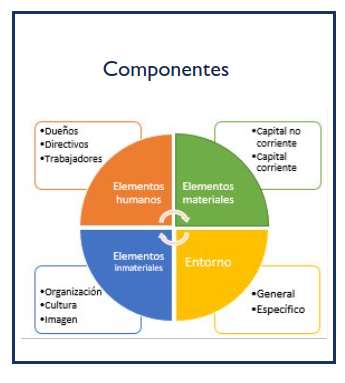 Componentes
•Dueños
•Directivos
•Trabajadores
•Capital no
corriente
•Capital
corriente
Elementos
humanos
Elementos
materiales
Elementos
inmateriales
Entorno
•Organización
•Cultura
•Imagen
•General
•Específico